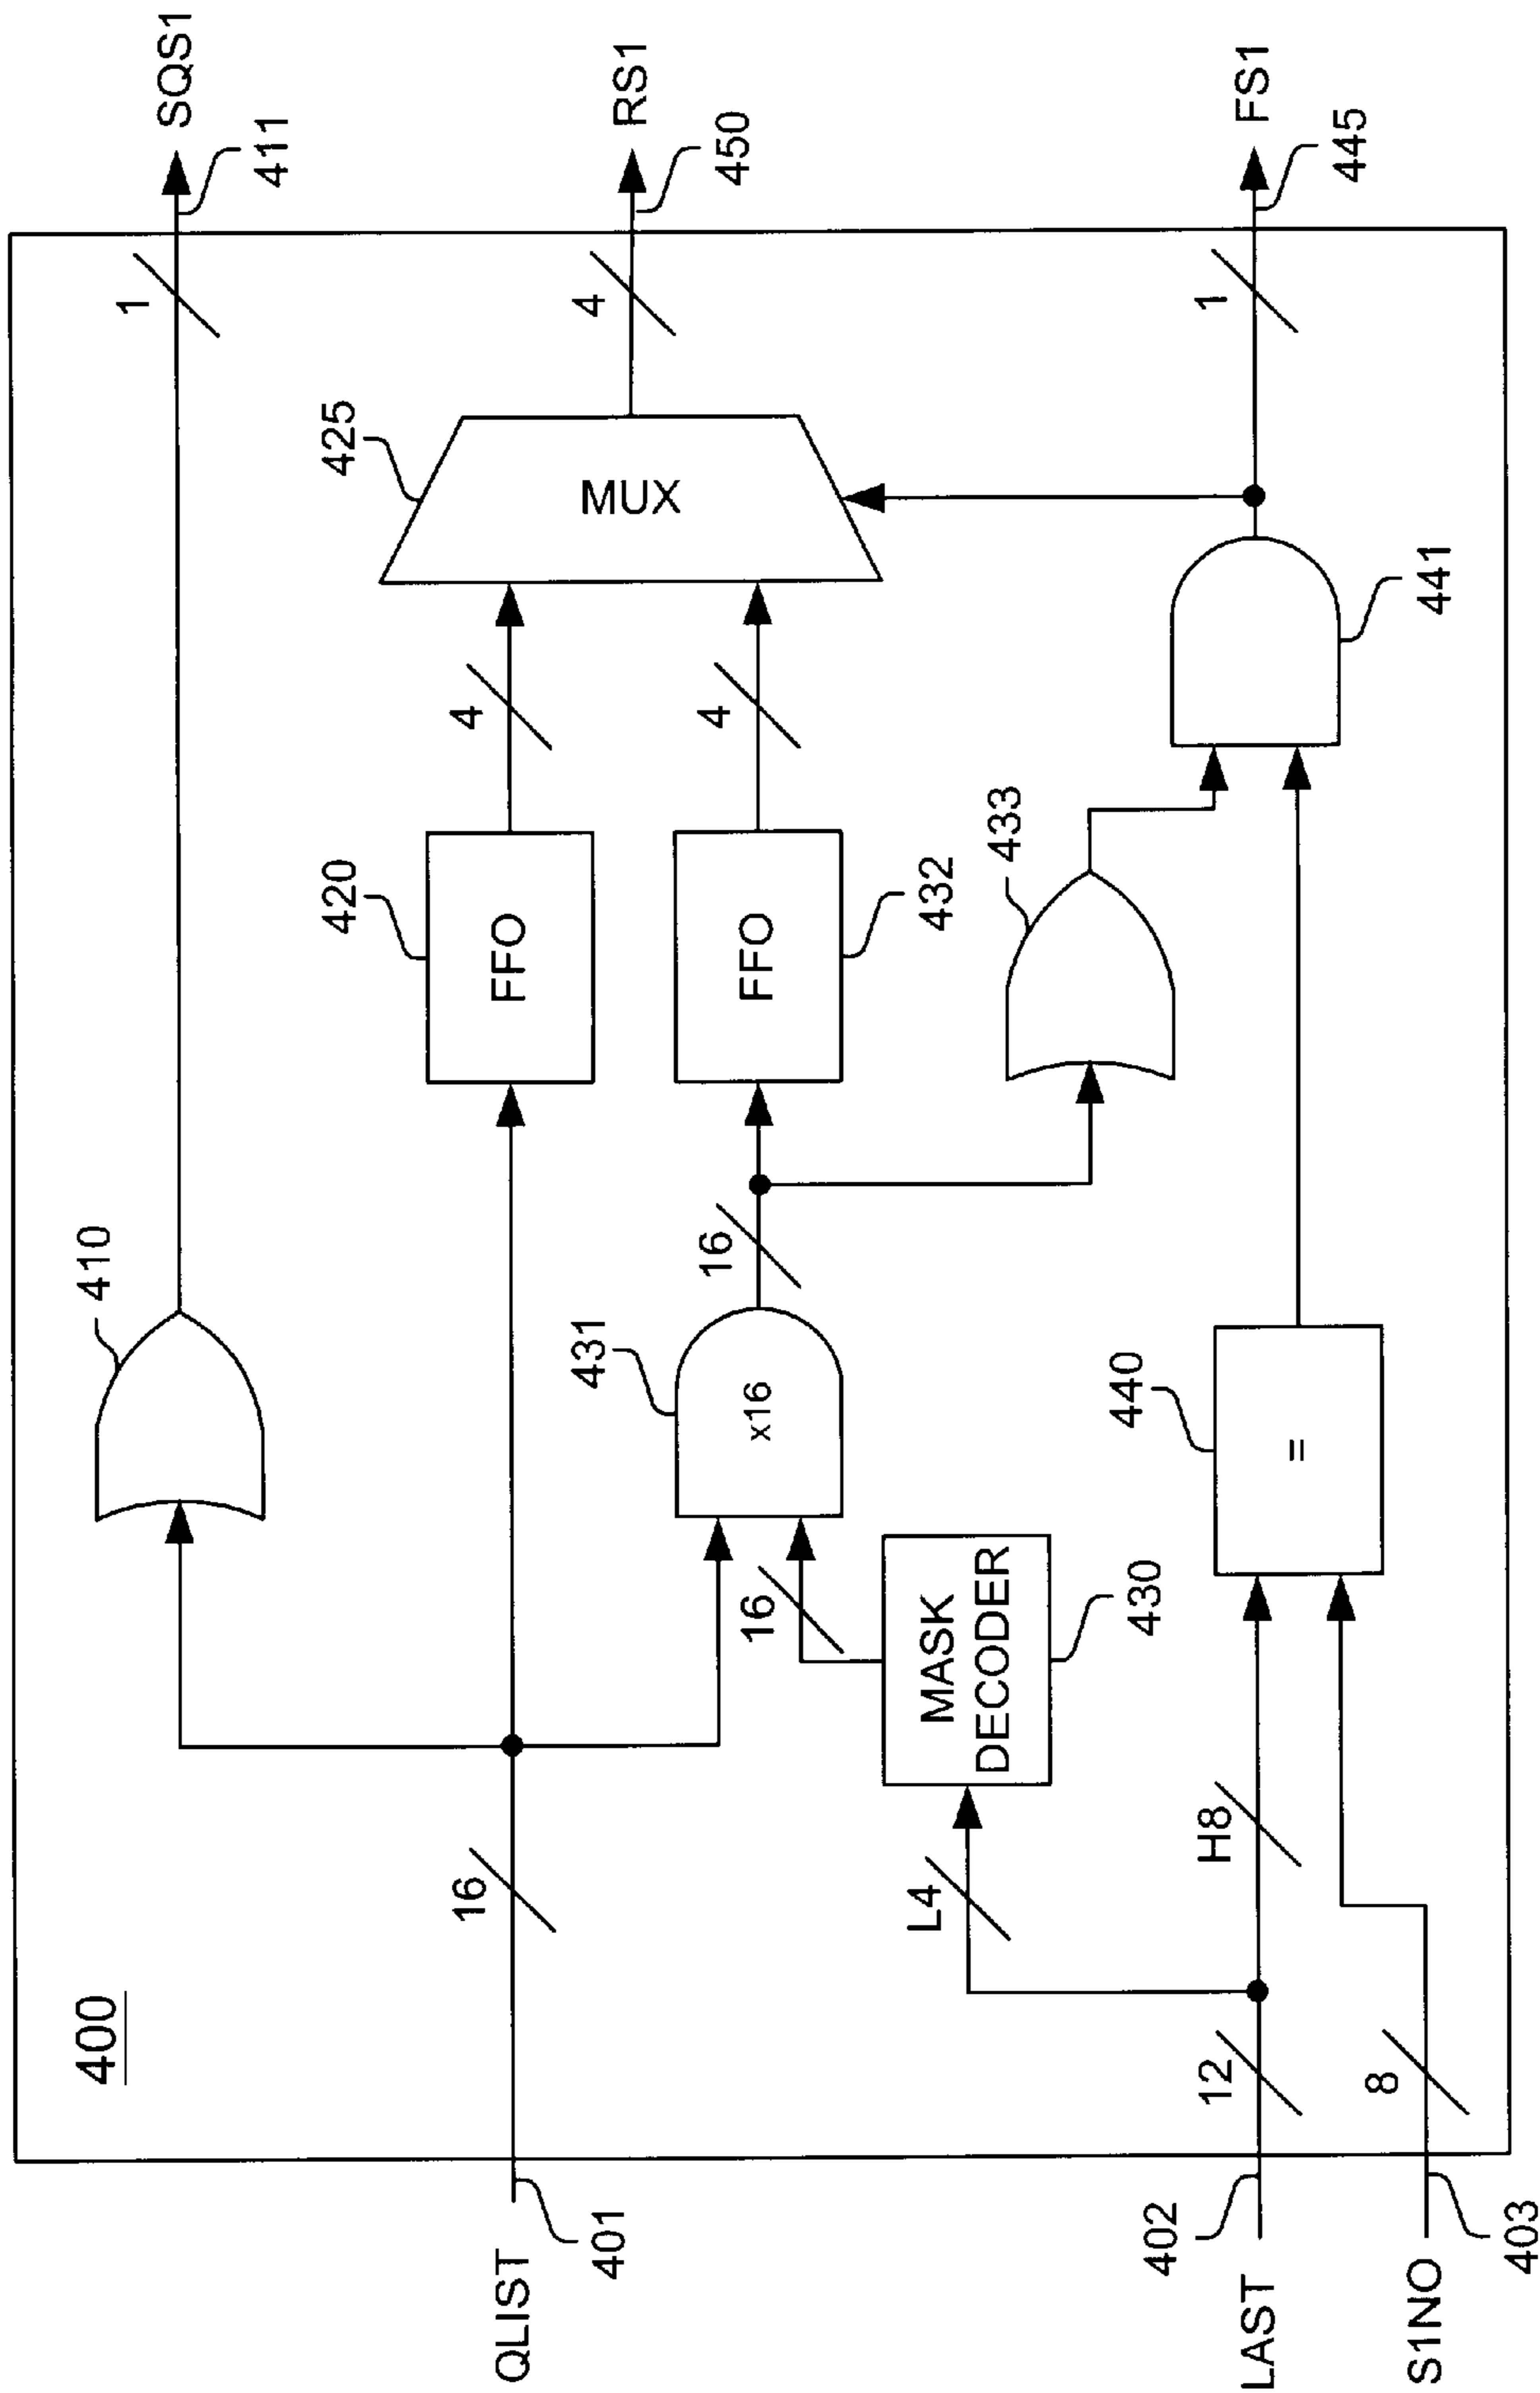 400
QLIST
401
16
LAST
402
12
S1NO
403
8
L4
H8
MASK
DECODER
430
16
410
431
x16
16
440
=
420
FFO
FFO
432
433
4
4
441
425
MUX
1
SQS1
411
4
RS1
450
1
FS1
445